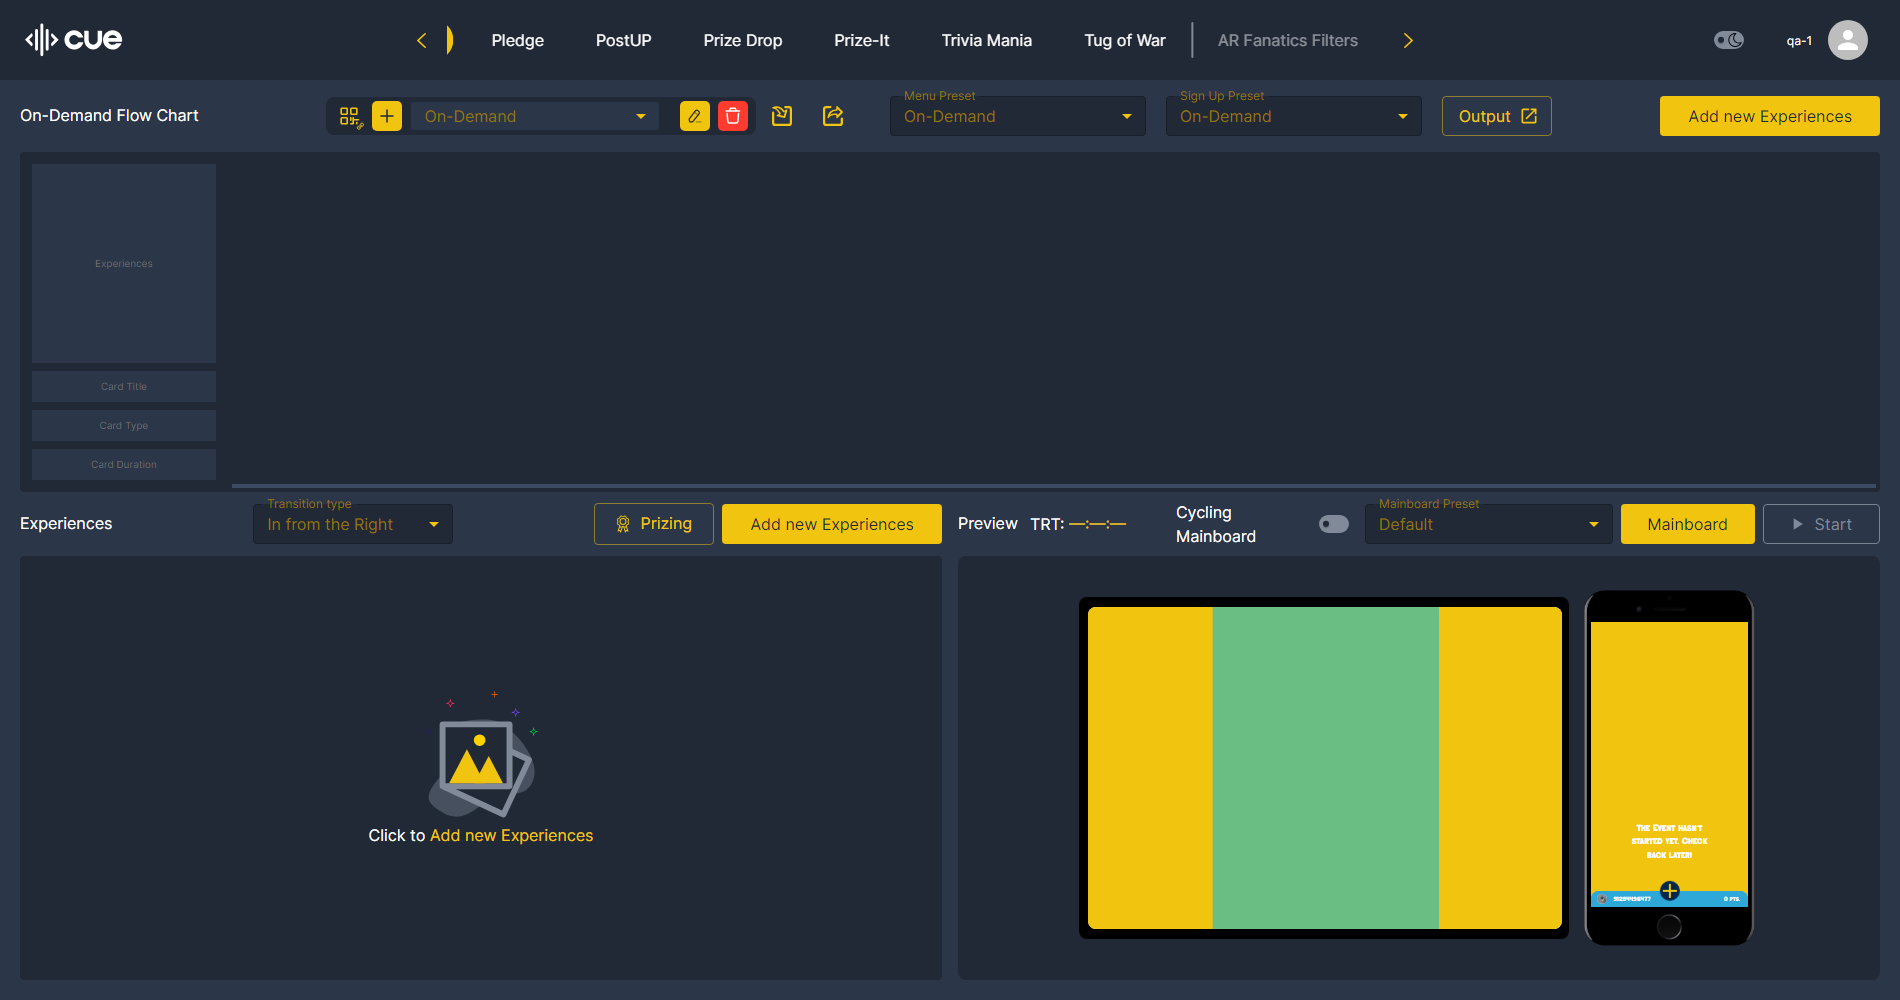 cue
Pledge
PostUP
Prize Drop
Prize-It
Trivia Mania
Tug of War
AR Fanatics Filters
qa-1
On-Demand Flow Chart
On-Demand
Menu Preset
On-Demand
Sign Up Preset
On-Demand
Output
Add new Experiences
Experiences
Card Title
Card Type
Card Duration
Experiences
Transition type
In from the Right
Prizing
Add new Experiences
Preview
TRT: —:—:—
Cycling
Mainboard
Mainboard Preset
Default
Mainboard
Start
Click to Add new Experiences
The Event hasn't
started yet. Check
back later!
0 pts.